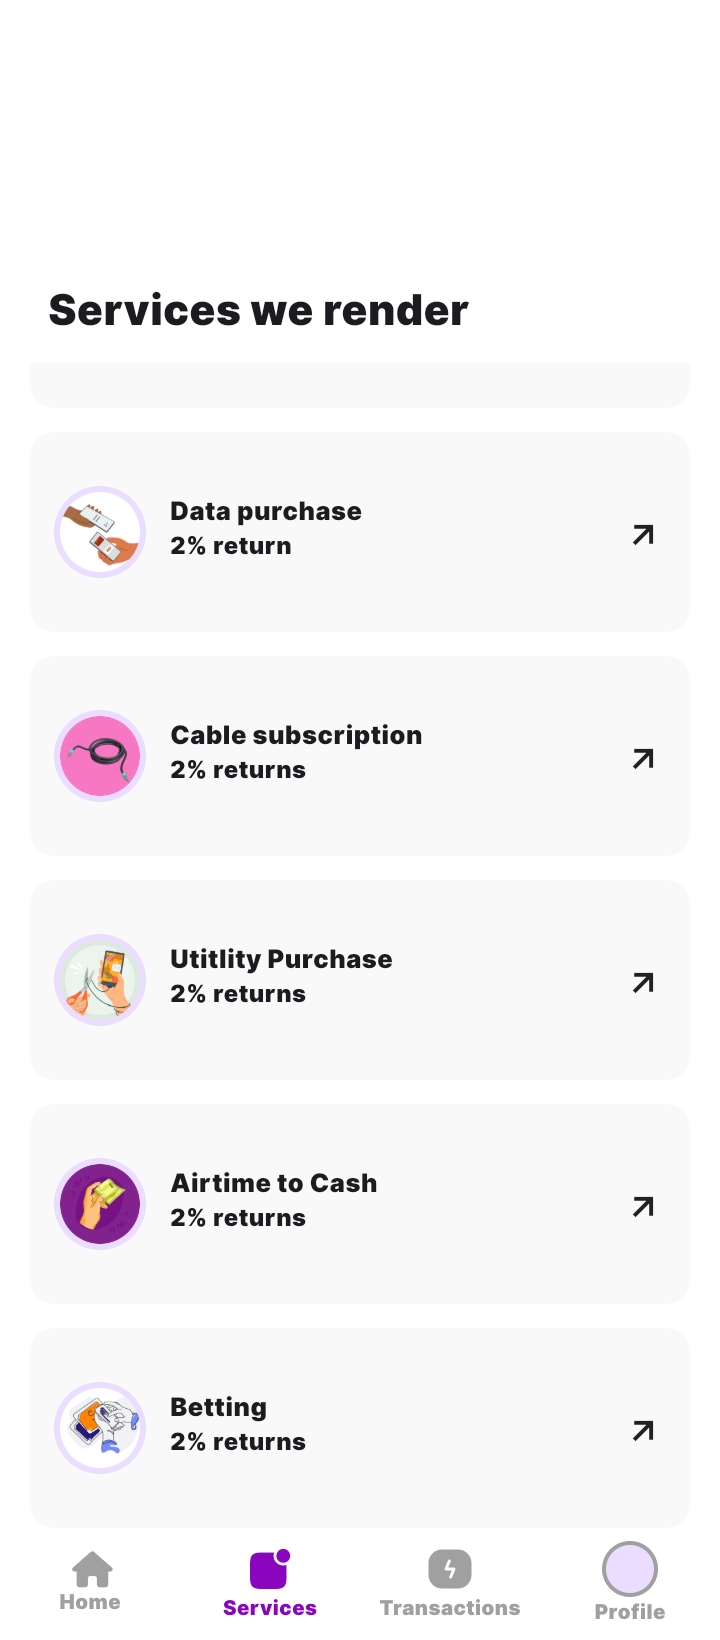 Services we render
Data purchase
2% return
Cable subscription
2% returns
Utitlity Purchase
2% returns
Airtime to Cash
2% returns
Betting
2% returns
Home
Services
Transactions
Profile